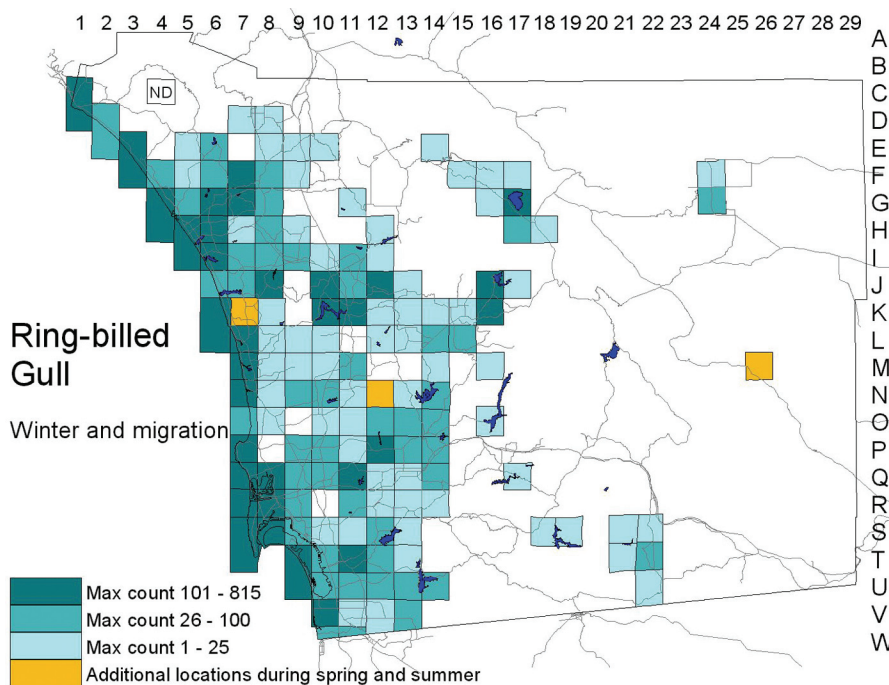 1 2 3 4 5 6 7 8 9 10 11 12 13 14 15 16 17 18 19 20 21 22 23 24 25 26 27 28 29
A
B
C
D
E
F
G
H
I
J
K
L
M
N
O
P
Q
R
S
T
U
V
W
ND
Ring-billed
Gull
Winter and migration
Max count 101 - 815
Max count 26 - 100
Max count 1 - 25
Additional locations during spring and summer